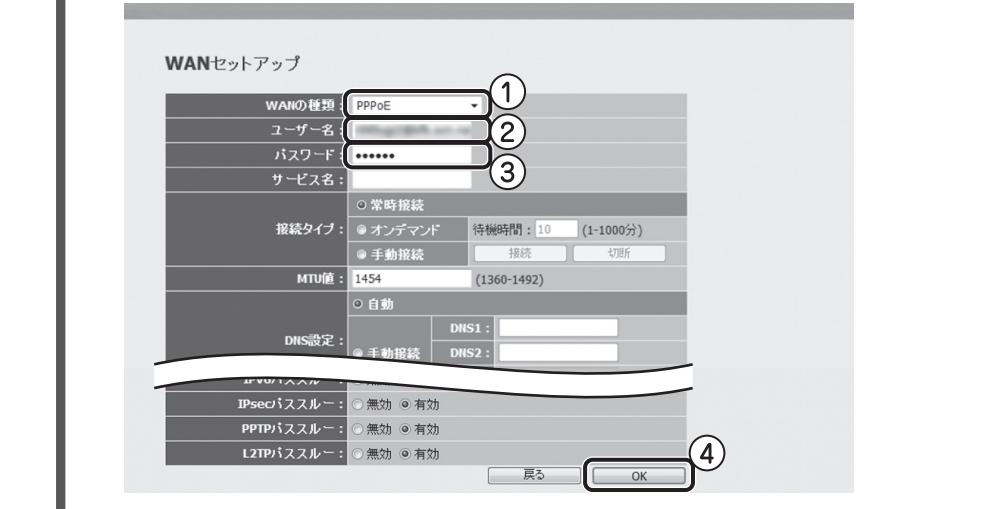 WANセットアップ
WANの種類: PPPoE ①
ユーザー名: ②
パスワード: •••••• ③
サービス名:
接続タイプ: 常時接続
オンデマンド 待機時間: 10 (1-1000分)
手動接続 接続 切断
MTU値: 1454 (1360-1492)
DNS設定: 自動
手動接続 DNS1:
DNS2:
IPsecパススルー: 無効 有効
PPTPパススルー: 無効 有効
L2TPパススルー: 無効 有効
④
戻る OK